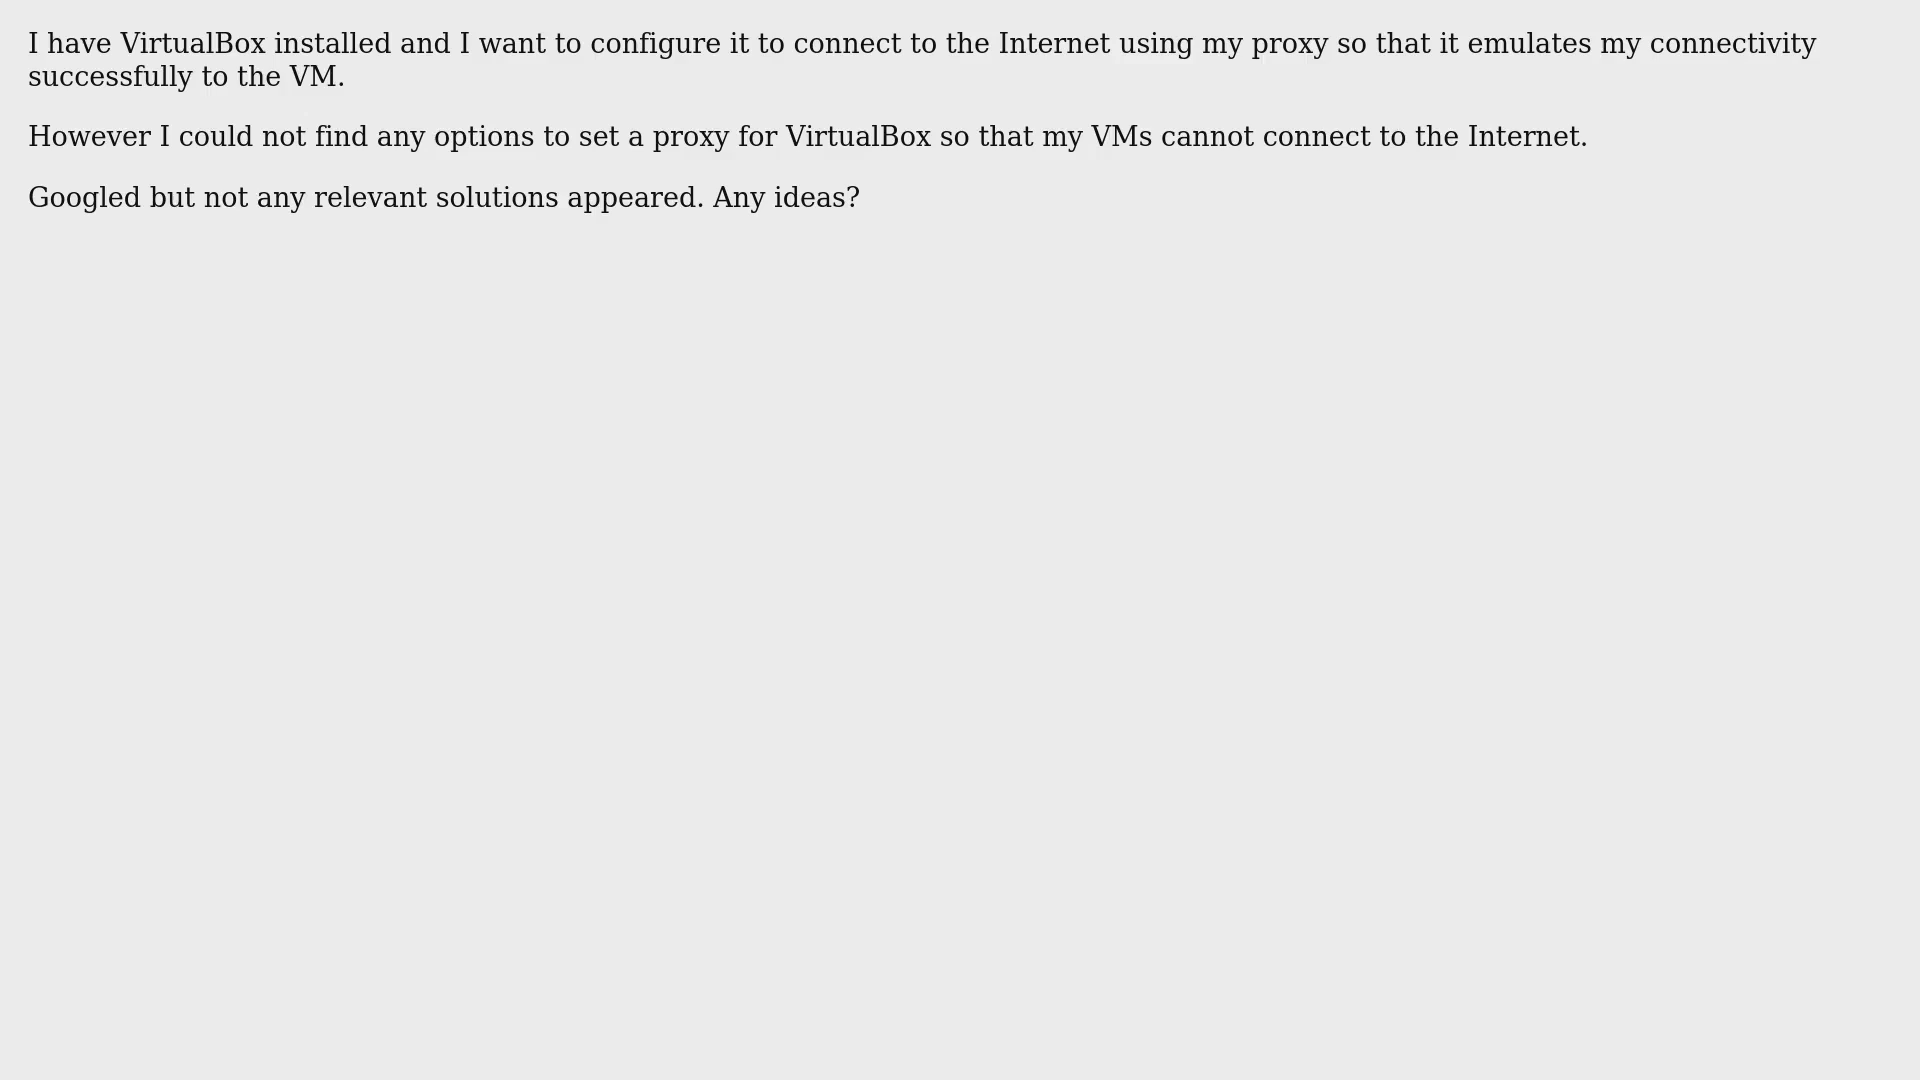 I have VirtualBox installed and I want to configure it to connect to the Internet using my proxy so that it emulates my connectivity
successfully to the VM.
However I could not find any options to set a proxy for VirtualBox so that my VMs cannot connect to the Internet.
Googled but not any relevant solutions appeared. Any ideas?